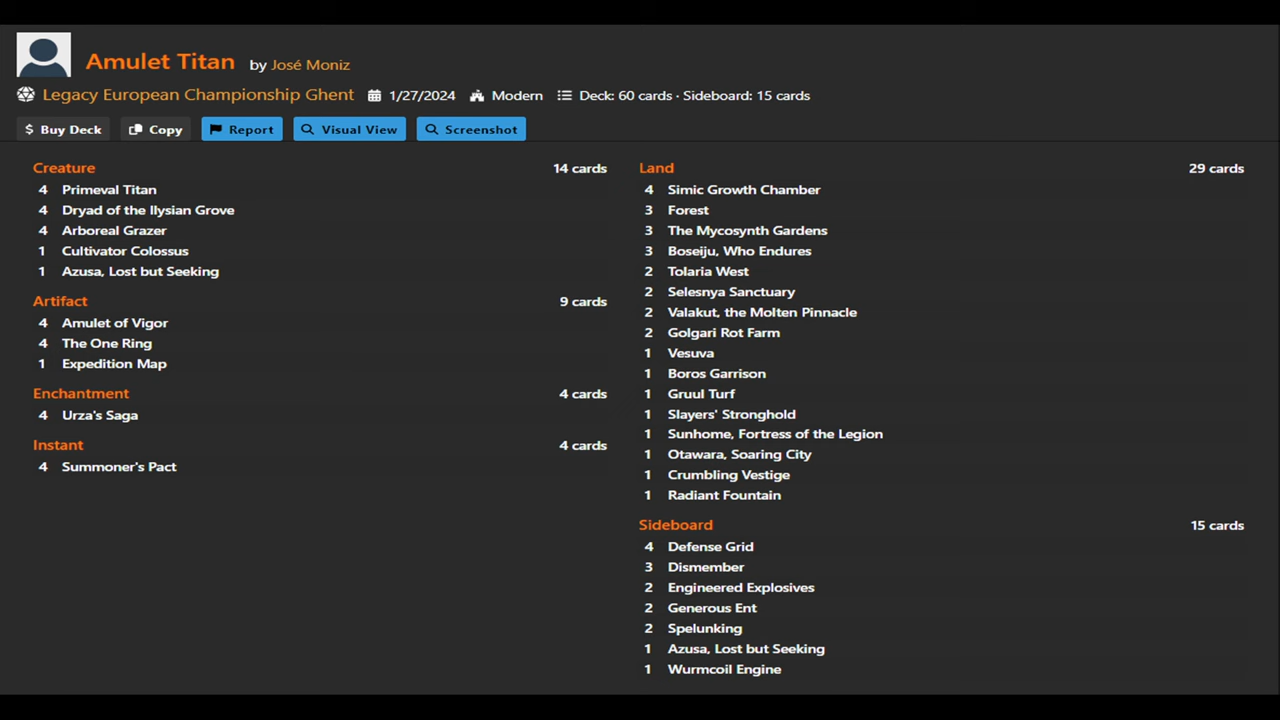 Amulet Titan by José Moniz
Legacy European Championship Ghent 1/27/2024 Modern Deck: 60 cards · Sideboard: 15 cards
$ Buy Deck Copy Report Visual View Screenshot
Creature 14 cards
4 Primeval Titan
4 Dryad of the Ilysian Grove
4 Arboreal Grazer
1 Cultivator Colossus
1 Azusa, Lost but Seeking
Artifact 9 cards
4 Amulet of Vigor
4 The One Ring
1 Expedition Map
Enchantment 4 cards
4 Urza's Saga
Instant 4 cards
4 Summoner's Pact
Land 29 cards
4 Simic Growth Chamber
3 Forest
3 The Mycosynth Gardens
3 Boseiju, Who Endures
2 Tolaria West
2 Selesnya Sanctuary
2 Valakut, the Molten Pinnacle
2 Golgari Rot Farm
1 Vesuva
1 Boros Garrison
1 Gruul Turf
1 Slayers' Stronghold
1 Sunhome, Fortress of the Legion
1 Otawara, Soaring City
1 Crumbling Vestige
1 Radiant Fountain
Sideboard 15 cards
4 Defense Grid
3 Dismember
2 Engineered Explosives
2 Generous Ent
2 Spelunking
1 Azusa, Lost but Seeking
1 Wurmcoil Engine